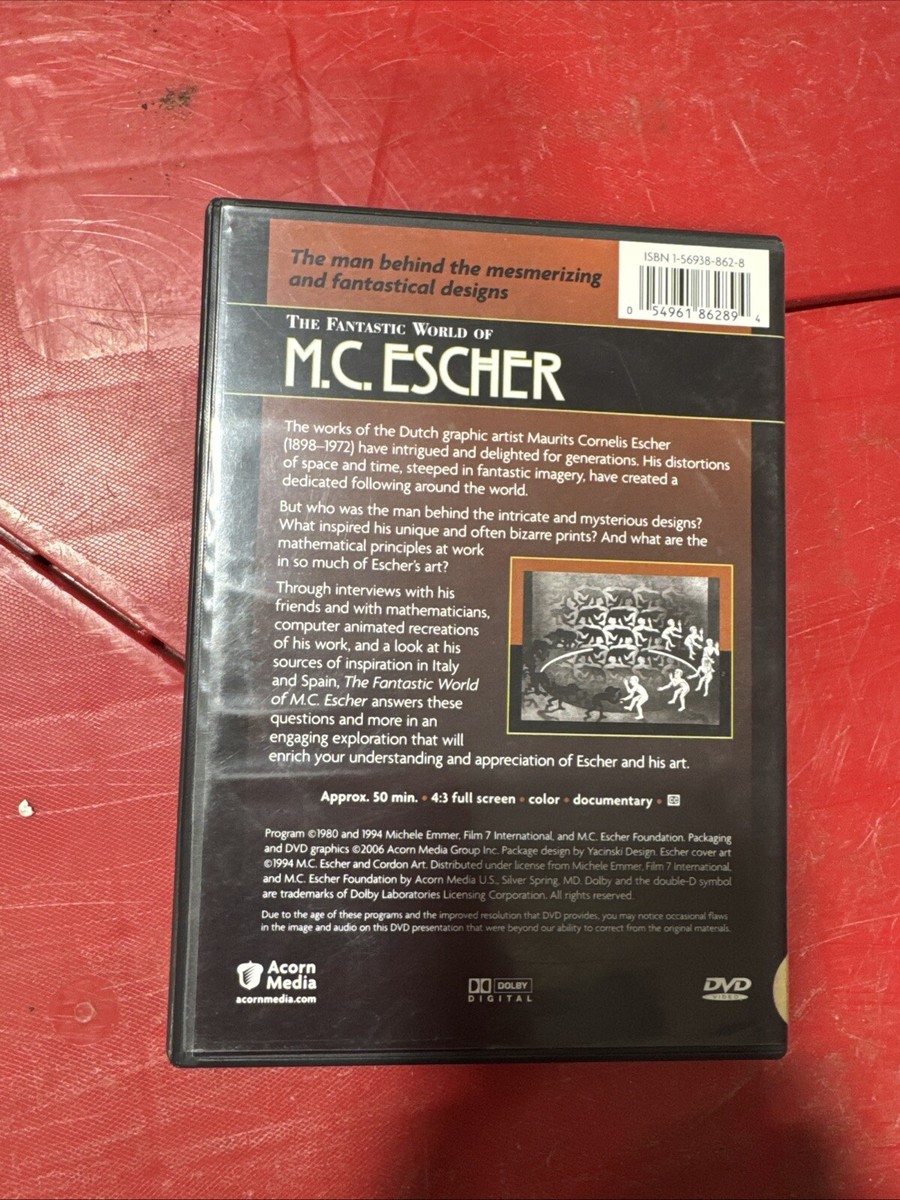 The man behind the mesmerizing
and fantastical designs
ISBN 1-56938-862-8
0 54961 86289 4
THE FANTASTIC WORLD OF
M.C. ESCHER
The works of the Dutch graphic artist Maurits Cornelis Escher
(1898–1972) have intrigued and delighted for generations. His distortions
of space and time, steeped in fantastic imagery, have created a
dedicated following around the world.
But who was the man behind the intricate and mysterious designs?
What inspired his unique and often bizarre prints? And what are the
mathematical principles at work
in so much of Escher's art?
Through interviews with his
friends and with mathematicians,
computer animated recreations
of his work, and a look at his
sources of inspiration in Italy
and Spain, The Fantastic World
of M.C. Escher answers these
questions and more in an
engaging exploration that will
enrich your understanding and appreciation of Escher and his art.
Approx. 50 min. • 4:3 full screen • color • documentary • CC
Program ©1980 and 1994 Michele Emmer, Film 7 International, and M.C. Escher Foundation. Packaging
and DVD graphics ©2006 Acorn Media Group Inc. Package design by Yacinski Design. Escher cover art
©1994 M.C. Escher and Cordon Art. Distributed under license from Michele Emmer, Film 7 international,
and M.C. Escher Foundation by Acorn Media U.S., Silver Spring, MD. Dolby and the double-D symbol
are trademarks of Dolby Laboratories Licensing Corporation. All rights reserved.
Due to the age of these programs and the improved resolution that DVD provides, you may notice occasional flaws
in the image and audio on this DVD presentation that were beyond our ability to correct from the original materials.
Acorn
Media
acornmedia.com
DOLBY
DIGITAL
DVD
VIDEO